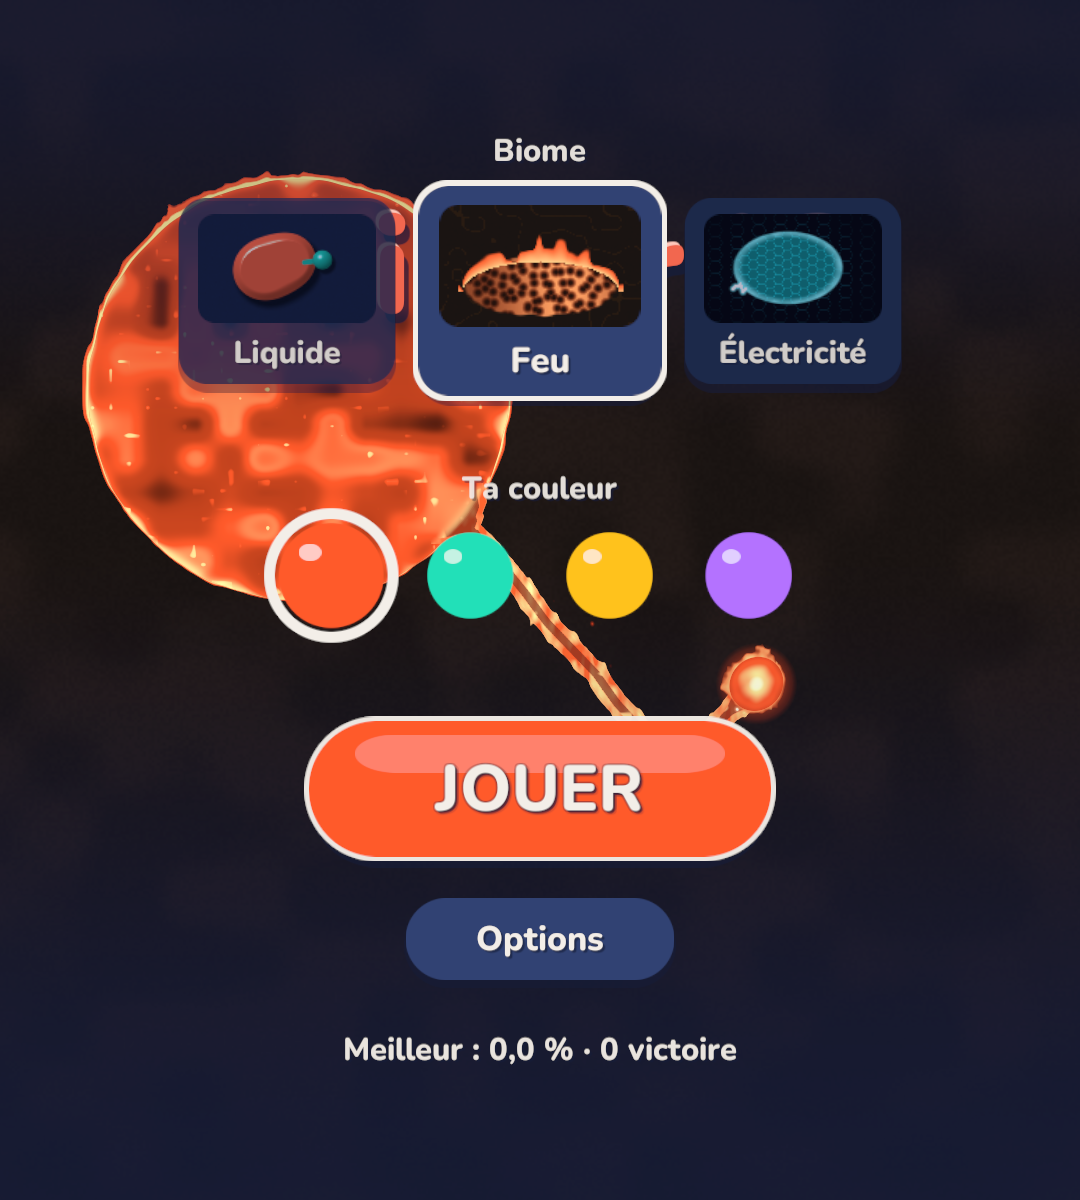 Biome
Liquide
Feu
Électricité
Ta couleur
JOUER
Options
Meilleur : 0,0 % · 0 victoire